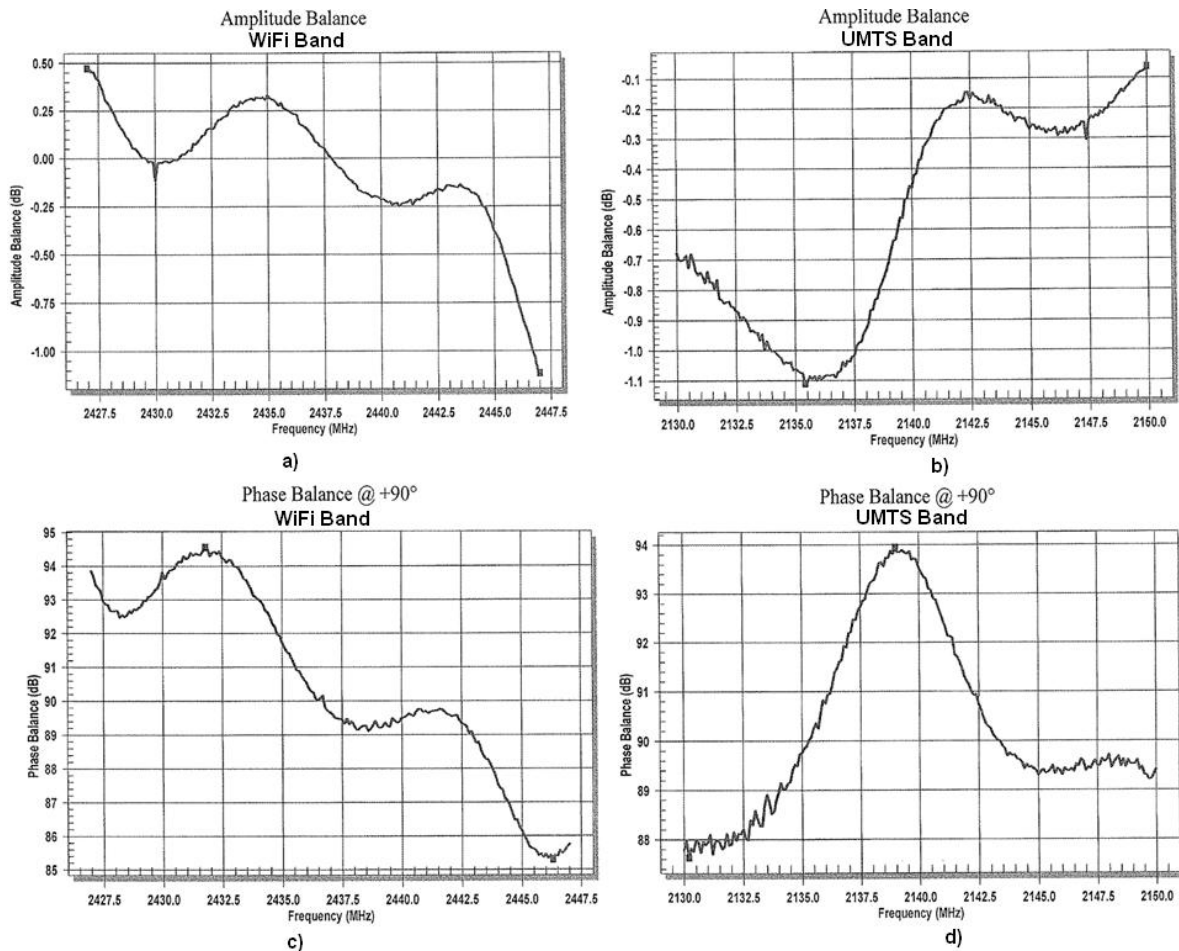 Amplitude Balance
WiFi Band
0.50
0.25
0.00
-0.25
-0.50
-0.75
-1.00
Amplitude Balance (dB)
2427.5 2430.0 2432.5 2435.0 2437.5 2440.0 2442.5 2445.0 2447.5
Frequency (MHz)
a)
Amplitude Balance
UMTS Band
-0.1
-0.2
-0.3
-0.4
-0.5
-0.6
-0.7
-0.8
-0.9
-1.0
-1.1
Amplitude Balance (dB)
2130.0 2132.5 2135.0 2137.5 2140.0 2142.5 2145.0 2147.5 2150.0
Frequency (MHz)
b)
Phase Balance @ +90°
WiFi Band
95
94
93
92
91
90
89
88
87
86
85
Phase Balance (dB)
2427.5 2430.0 2432.5 2435.0 2437.5 2440.0 2442.5 2445.0 2447.5
Frequency (MHz)
c)
Phase Balance @ +90°
UMTS Band
94
93
92
91
90
89
88
Phase Balance (dB)
2130.0 2132.5 2135.0 2137.5 2140.0 2142.5 2145.0 2147.5 2150.0
Frequency (MHz)
d)